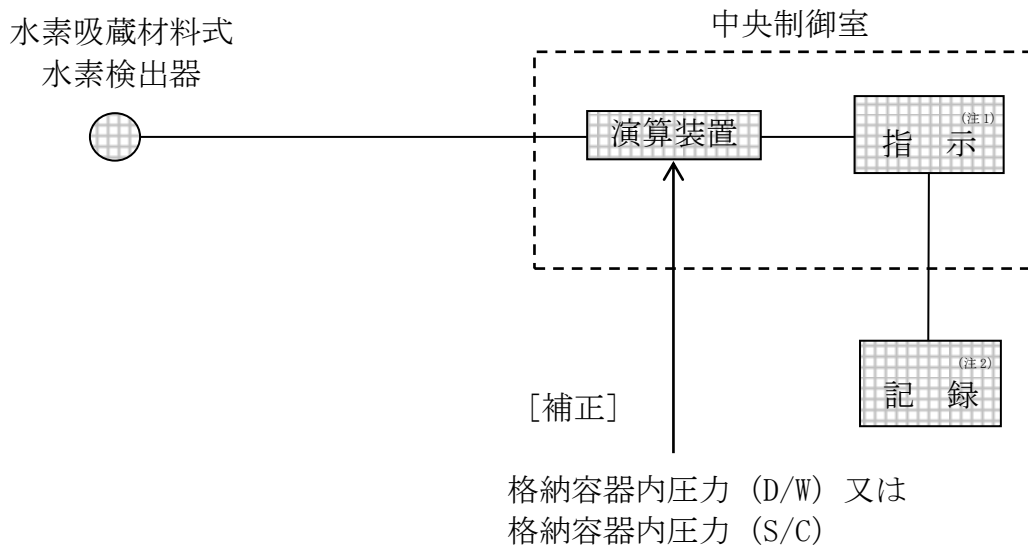 水素吸蔵材料式
水素検出器
中央制御室
演算装置
(注1)
指　示
(注2)
記　録
[補正]
格納容器内圧力 (D/W) 又は
格納容器内圧力 (S/C)